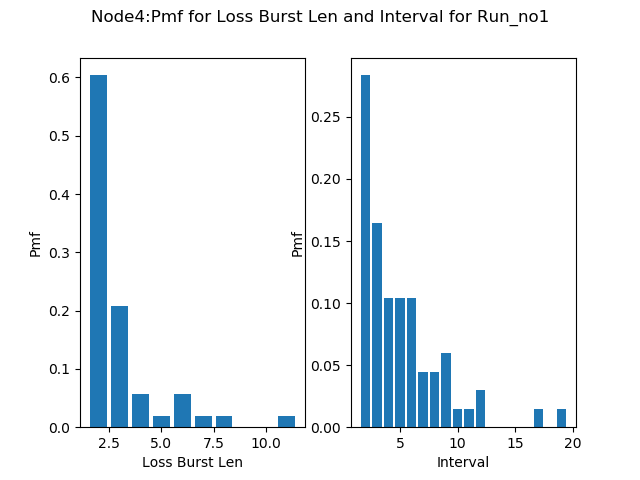 Node4:Pmf for Loss Burst Len and Interval for Run_no1
0.6
0.5
0.4
0.3
0.2
0.1
0.0
Pmf
2.5 5.0 7.5 10.0
Loss Burst Len
0.25
0.20
0.15
0.10
0.05
0.00
Pmf
5 10 15 20
Interval